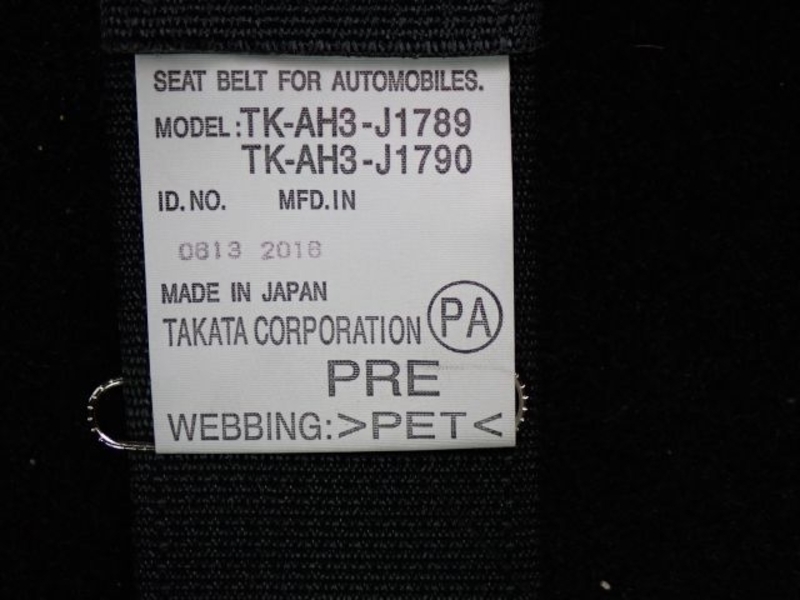 SEAT BELT FOR AUTOMOBILES.
MODEL:TK-AH3-J1789
TK-AH3-J1790
ID.NO. MFD.IN
0813 2016
MADE IN JAPAN
TAKATA CORPORATION PA
PRE
WEBBING:>PET<